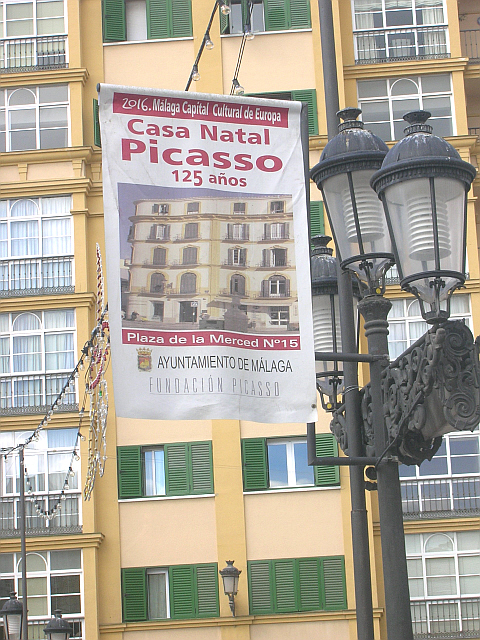 2016. Málaga Capital Cultural de Europa
Casa Natal
Picasso
125 años
Plaza de la Merced Nº15
AYUNTAMIENTO DE MÁLAGA
FUNDACIÓN PICASSO